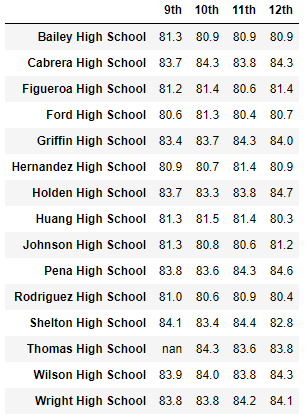 9th 10th 11th 12th
Bailey High School 81.3 80.9 80.9 80.9
Cabrera High School 83.7 84.3 83.8 84.3
Figueroa High School 81.2 81.4 80.6 81.4
Ford High School 80.6 81.3 80.4 80.7
Griffin High School 83.4 83.7 84.3 84.0
Hernandez High School 80.9 80.7 81.4 80.9
Holden High School 83.7 83.3 83.8 84.7
Huang High School 81.3 81.5 81.4 80.3
Johnson High School 81.3 80.8 80.6 81.2
Pena High School 83.8 83.6 84.3 84.6
Rodriguez High School 81.0 80.6 80.9 80.4
Shelton High School 84.1 83.4 84.4 82.8
Thomas High School nan 84.3 83.6 83.8
Wilson High School 83.9 84.0 83.8 84.3
Wright High School 83.8 83.8 84.2 84.1